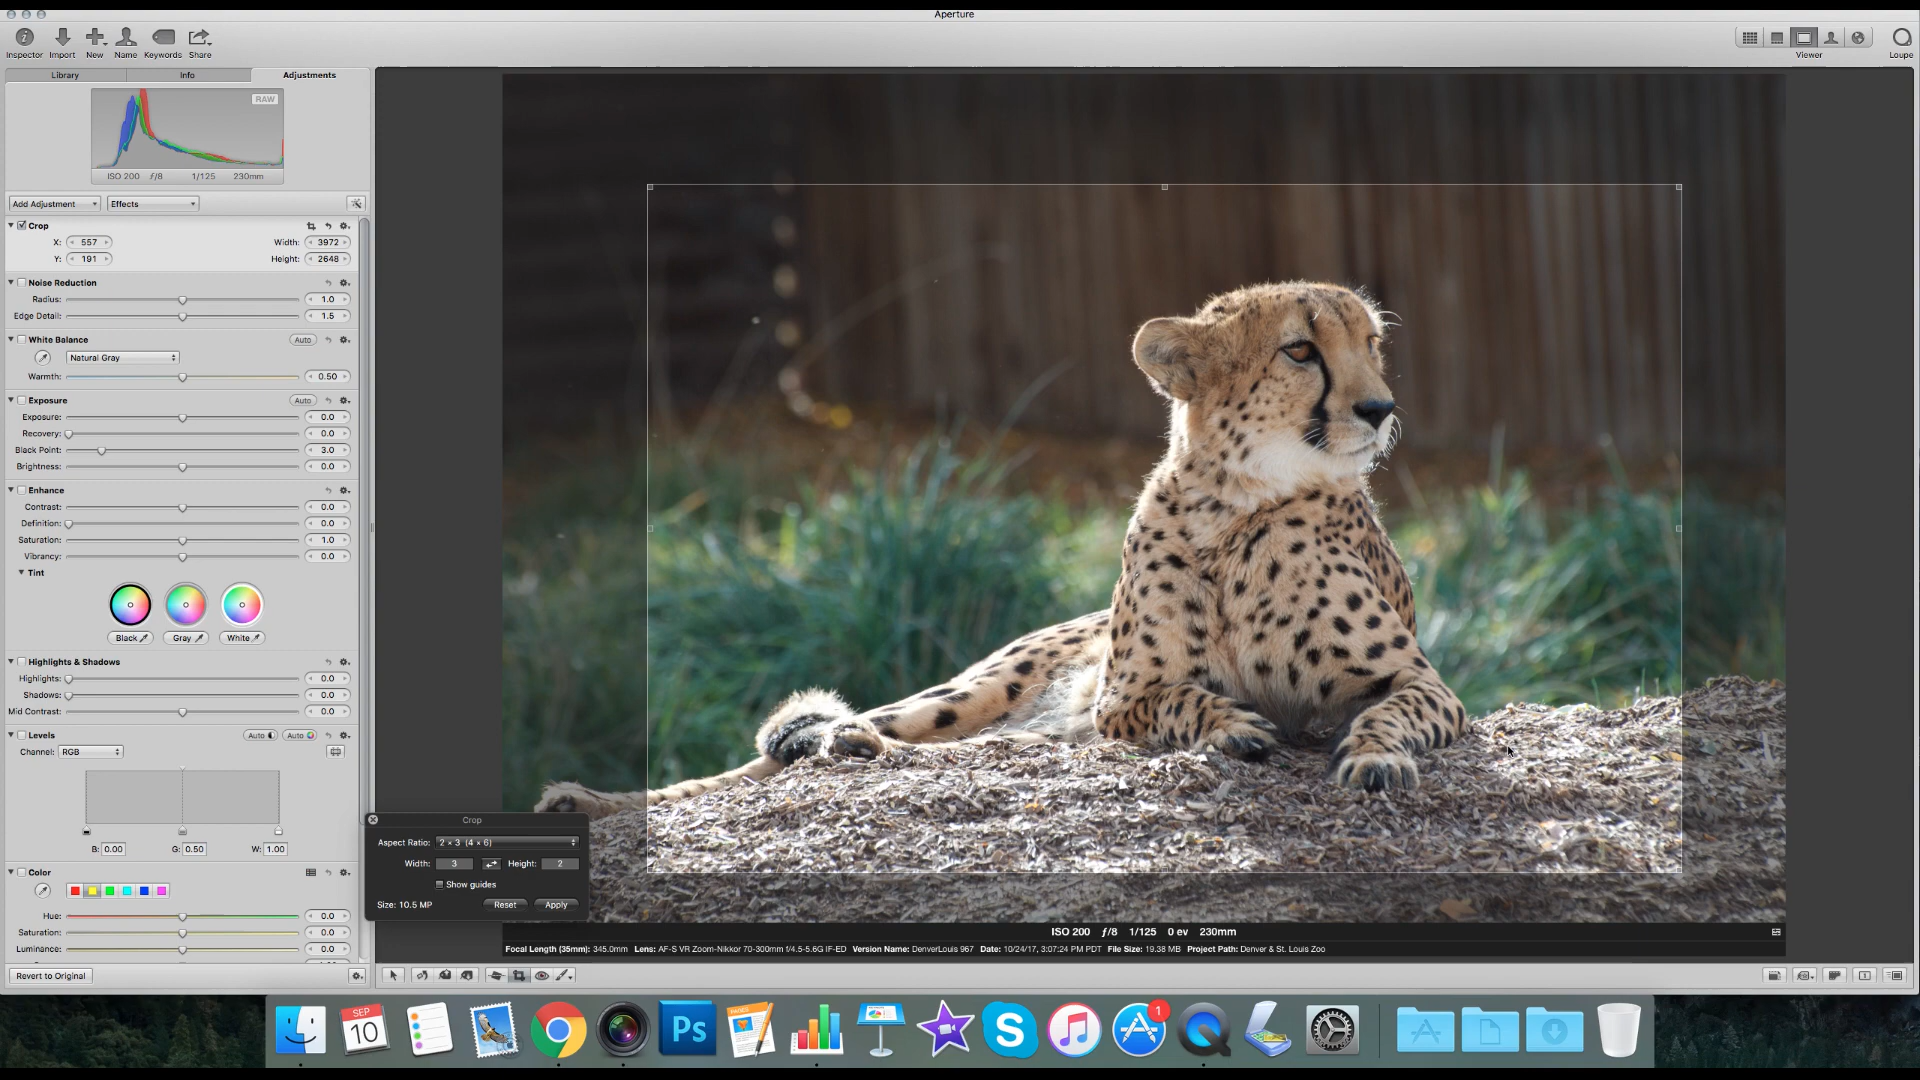 Aperture
Inspector Import New Name Keywords Share
Viewer Loupe
Library Info Adjustments
RAW
ISO 200 ƒ/8 1/125 230mm
Add Adjustment Effects
Crop
X: 557 Width: 3972
Y: 191 Height: 2648
Noise Reduction
Radius: 1.0
Edge Detail: 1.5
White Balance Auto
Natural Gray
Warmth: 0.50
Exposure Auto
Exposure: 0.0
Recovery: 0.0
Black Point: 3.0
Brightness: 0.0
Enhance
Contrast: 0.0
Definition: 0.0
Saturation: 1.0
Vibrancy: 0.0
Tint
Black Gray White
Highlights & Shadows
Highlights: 0.0
Shadows: 0.0
Mid Contrast: 0.0
Levels Auto Auto
Channel: RGB
B: 0.00 G: 0.50 W: 1.00
Color
Hue: 0.0
Saturation: 0.0
Luminance: 0.0
Revert to Original
Crop
Aspect Ratio: 2 × 3 (4 × 6)
Width: 3 Height: 2
Show guides
Size: 10.5 MP Reset Apply
ISO 200 ƒ/8 1/125 0 ev 230mm
Focal Length (35mm): 345.0mm Lens: AF-S VR Zoom-Nikkor 70-300mm f/4.5-5.6G IF-ED Version Name: DenverLouis 967 Date: 10/24/17, 3:07:24 PM PDT File Size: 19.38 MB Project Path: Denver & St. Louis Zoo
SEP
10
Ps
PAGES
S
1